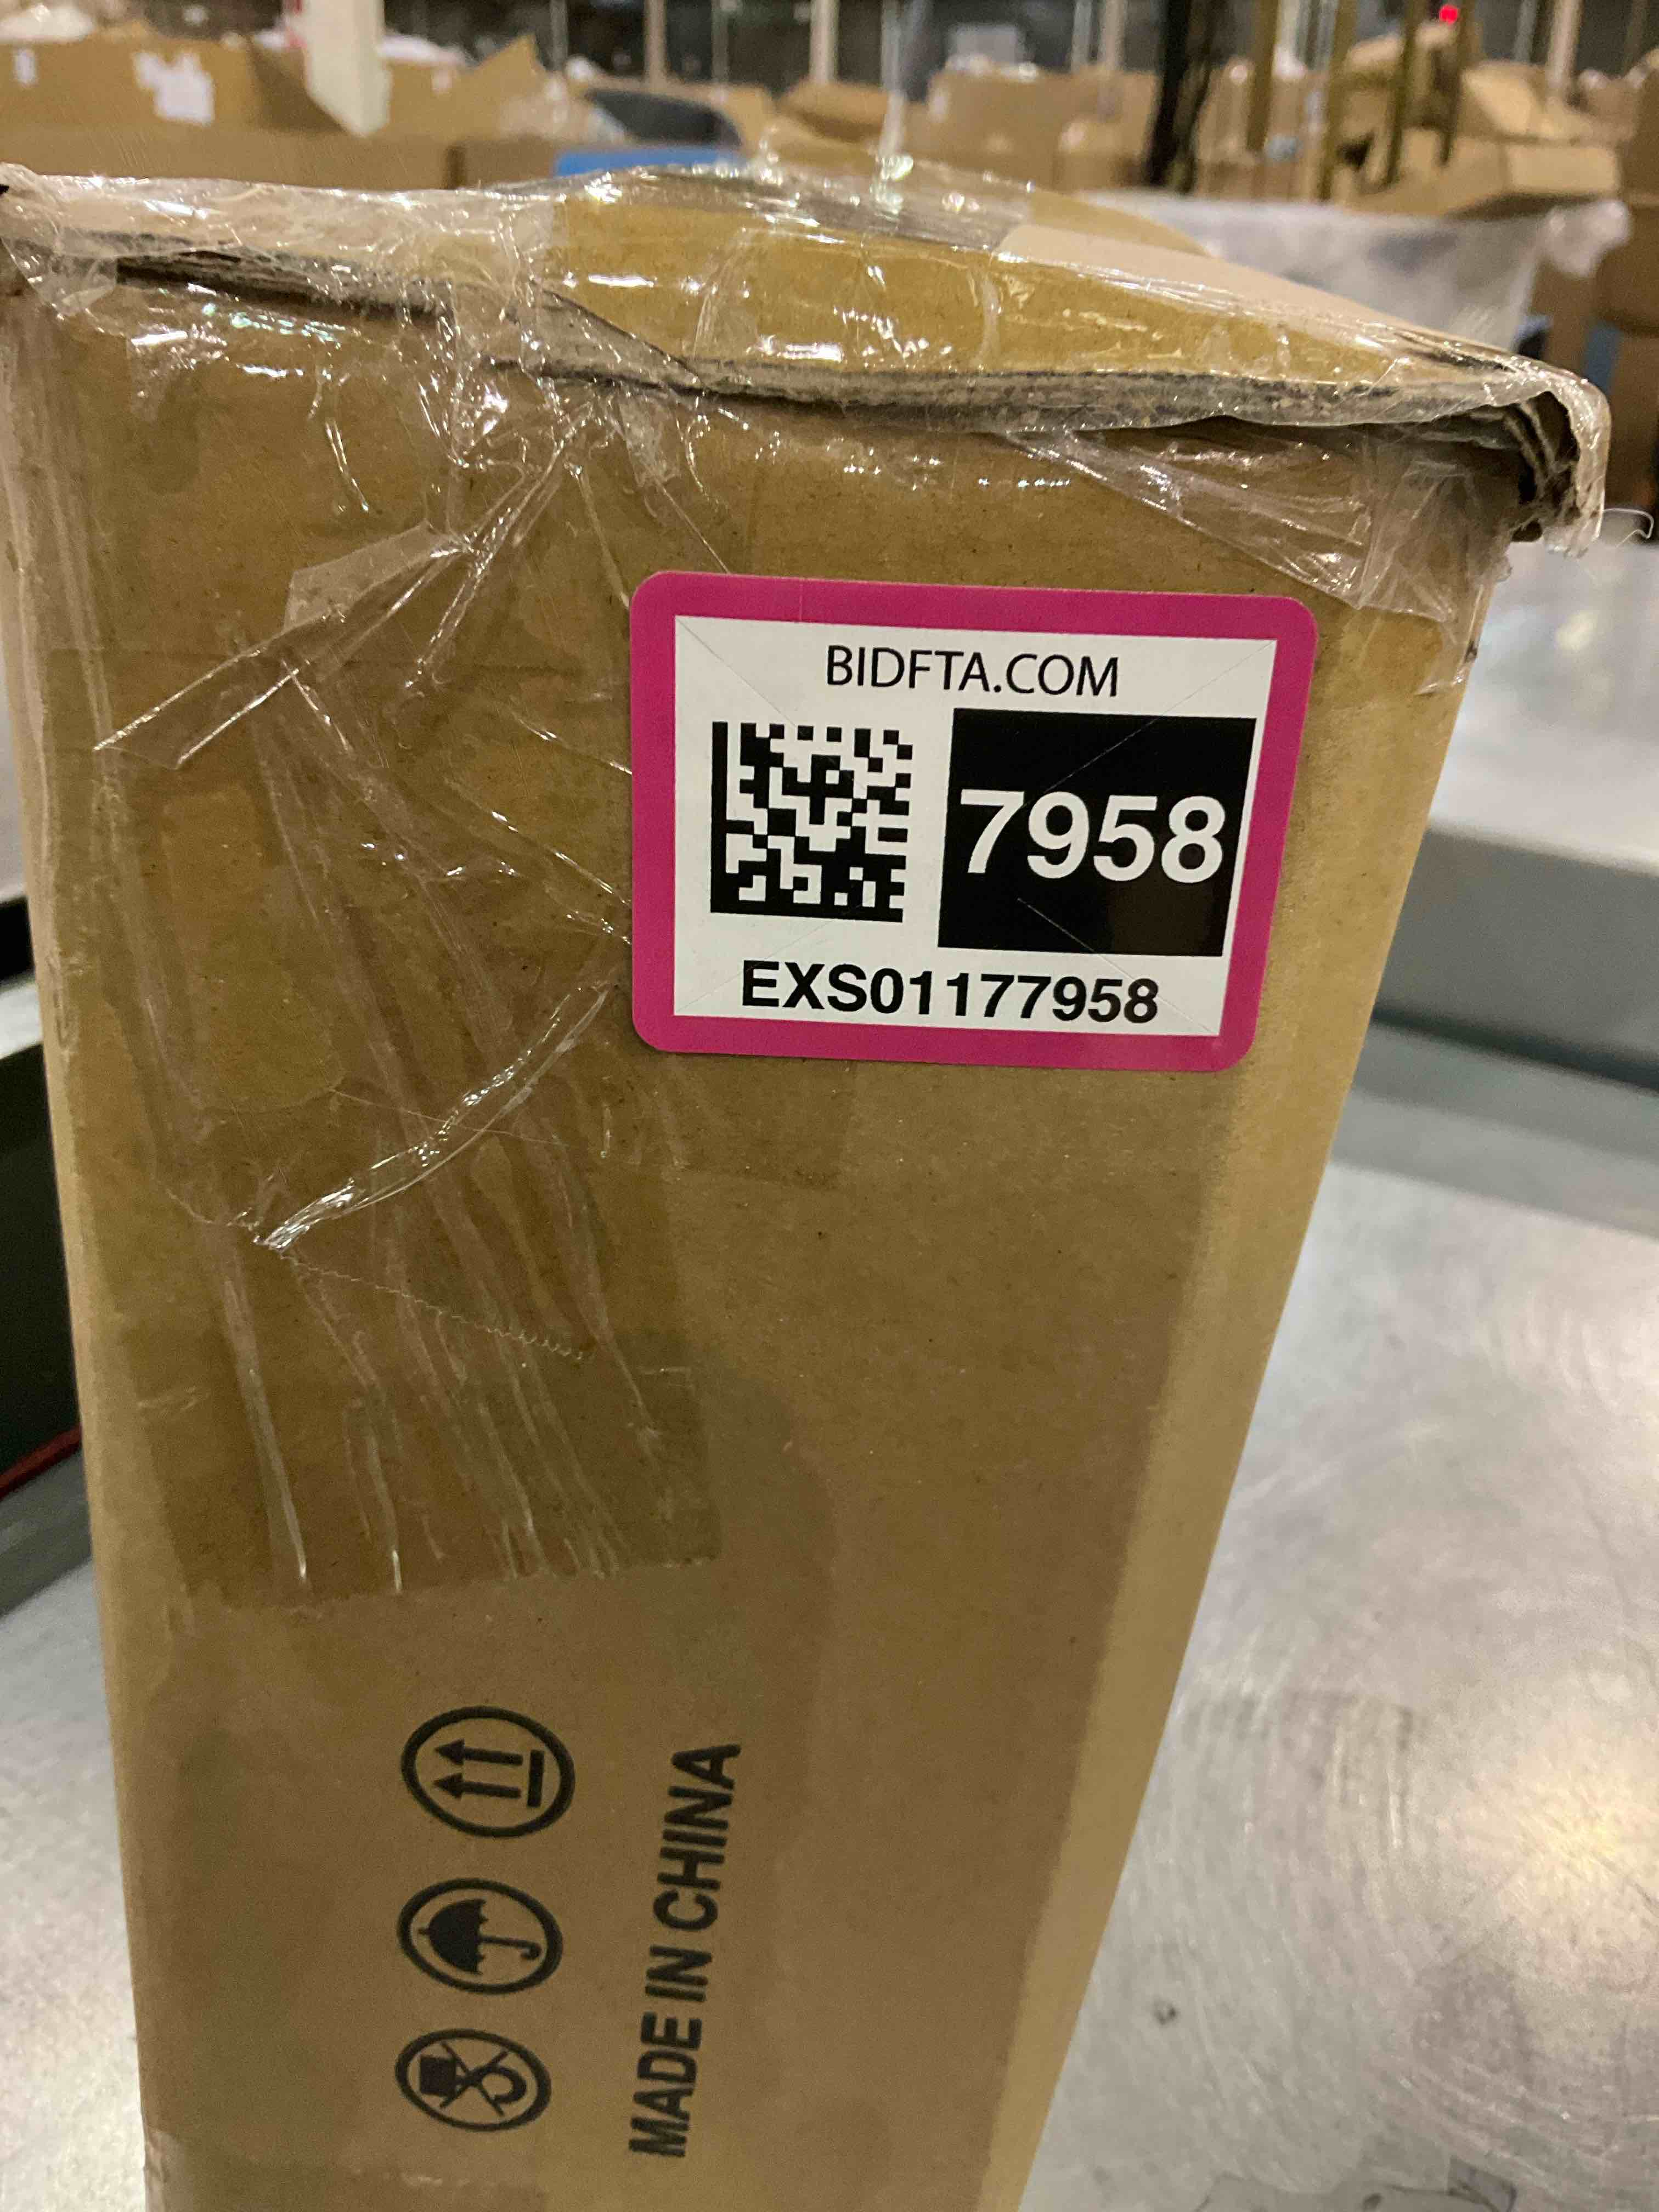 BIDFTA.COM
7958
EXS01177958
MADE IN CHINA